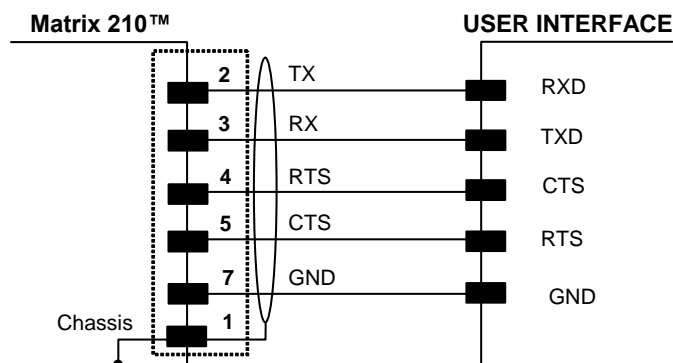 Matrix 210™ USER INTERFACE
2 TX RXD
3 RX TXD
4 RTS CTS
5 CTS RTS
7 GND GND
Chassis 1